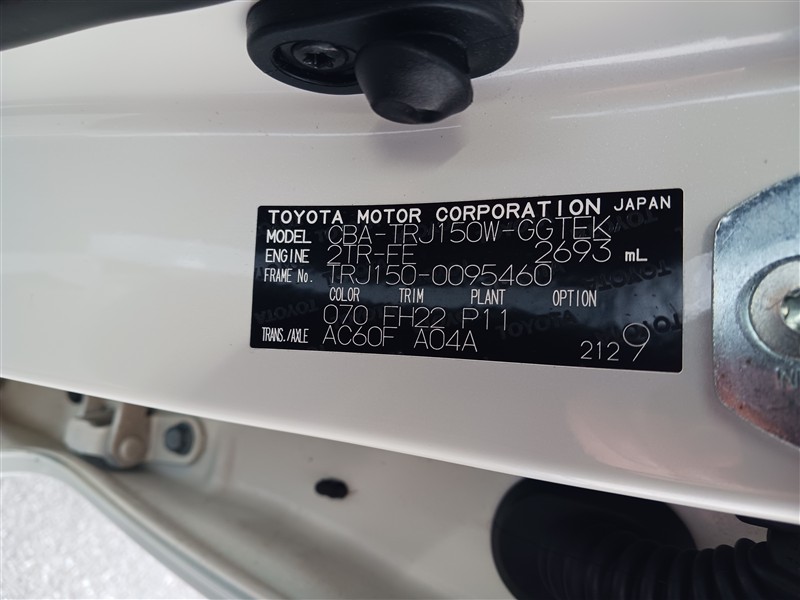 TOYOTA MOTOR CORPORATION JAPAN
MODEL CBA-TRJ150W-GGTEK
ENGINE 2TR-FE 2693 mL
FRAME No. TRJ150-0095460
COLOR TRIM PLANT OPTION
070 FH22 P11
TRANS./AXLE AC60F A04A
2129